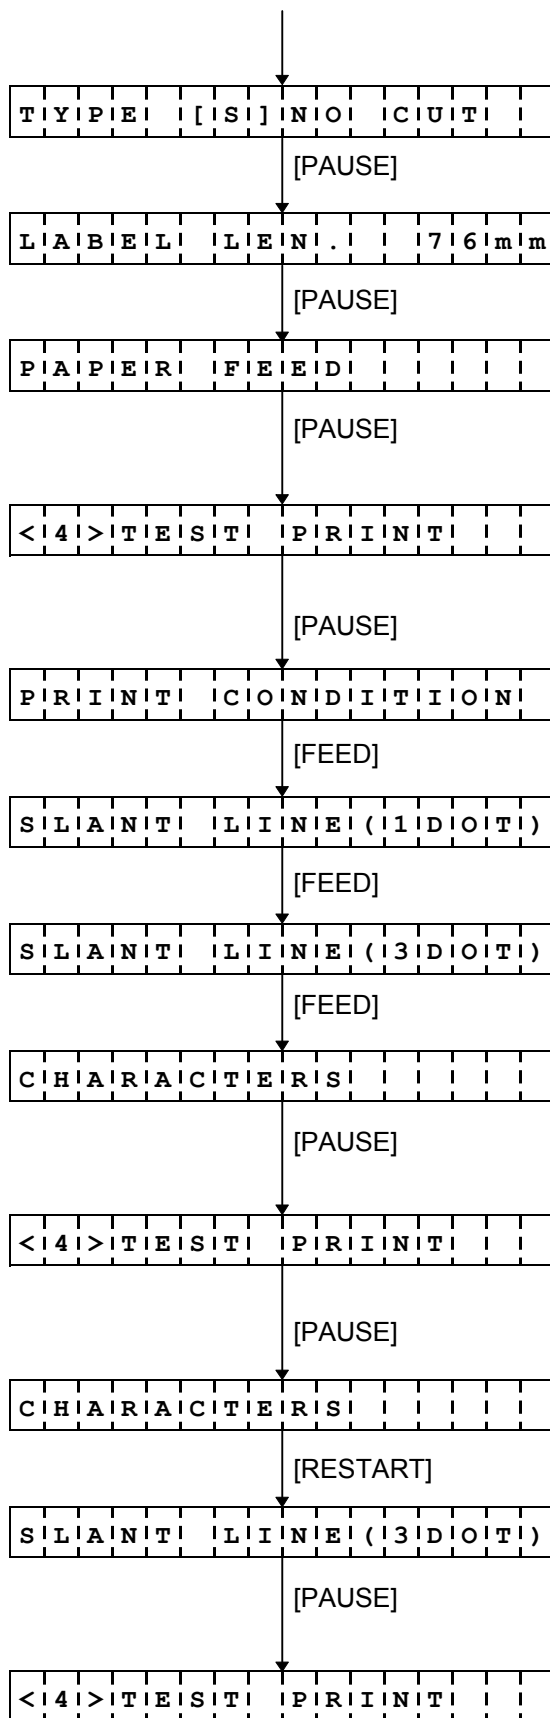 TYPE [S]NO CUT
[PAUSE]
LABEL LEN.  76mm
[PAUSE]
PAPER FEED
[PAUSE]
<4>TEST PRINT
[PAUSE]
PRINT CONDITION
[FEED]
SLANT LINE(1DOT)
[FEED]
SLANT LINE(3DOT)
[FEED]
CHARACTERS
[PAUSE]
<4>TEST PRINT
[PAUSE]
CHARACTERS
[RESTART]
SLANT LINE(3DOT)
[PAUSE]
<4>TEST PRINT